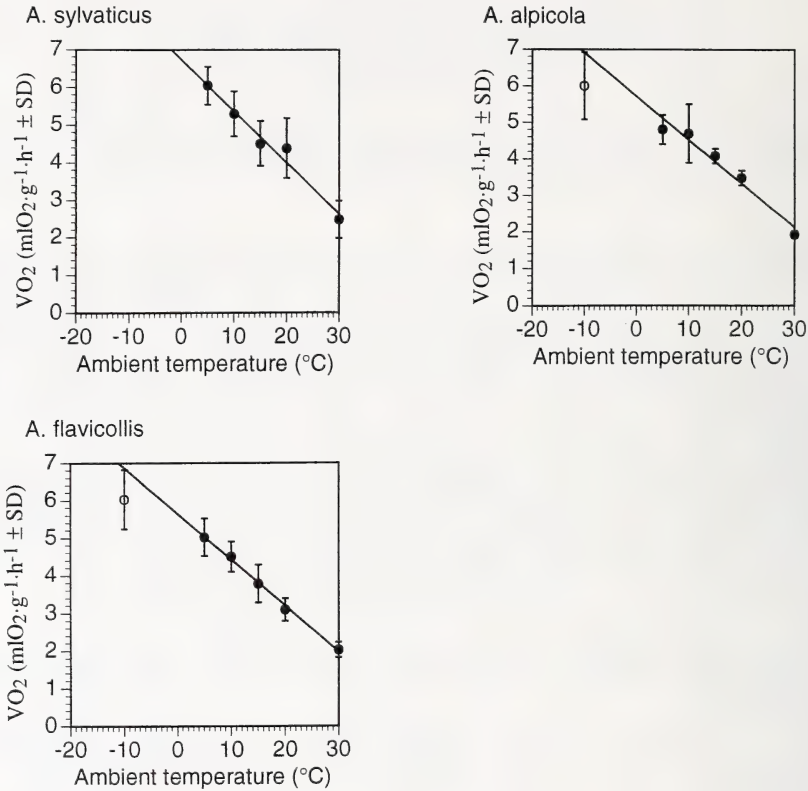 A. sylvaticus
7
6
5
4
3
2
1
0
VO2 (mlO2·g-1·h-1 ± SD)
-20 -10 0 10 20 30
Ambient temperature (°C)
A. alpicola
7
6
5
4
3
2
1
0
VO2 (mlO2·g-1·h-1 ± SD)
-20 -10 0 10 20 30
Ambient temperature (°C)
A. flavicollis
7
6
5
4
3
2
1
0
VO2 (mlO2·g-1·h-1 ± SD)
-20 -10 0 10 20 30
Ambient temperature (°C)